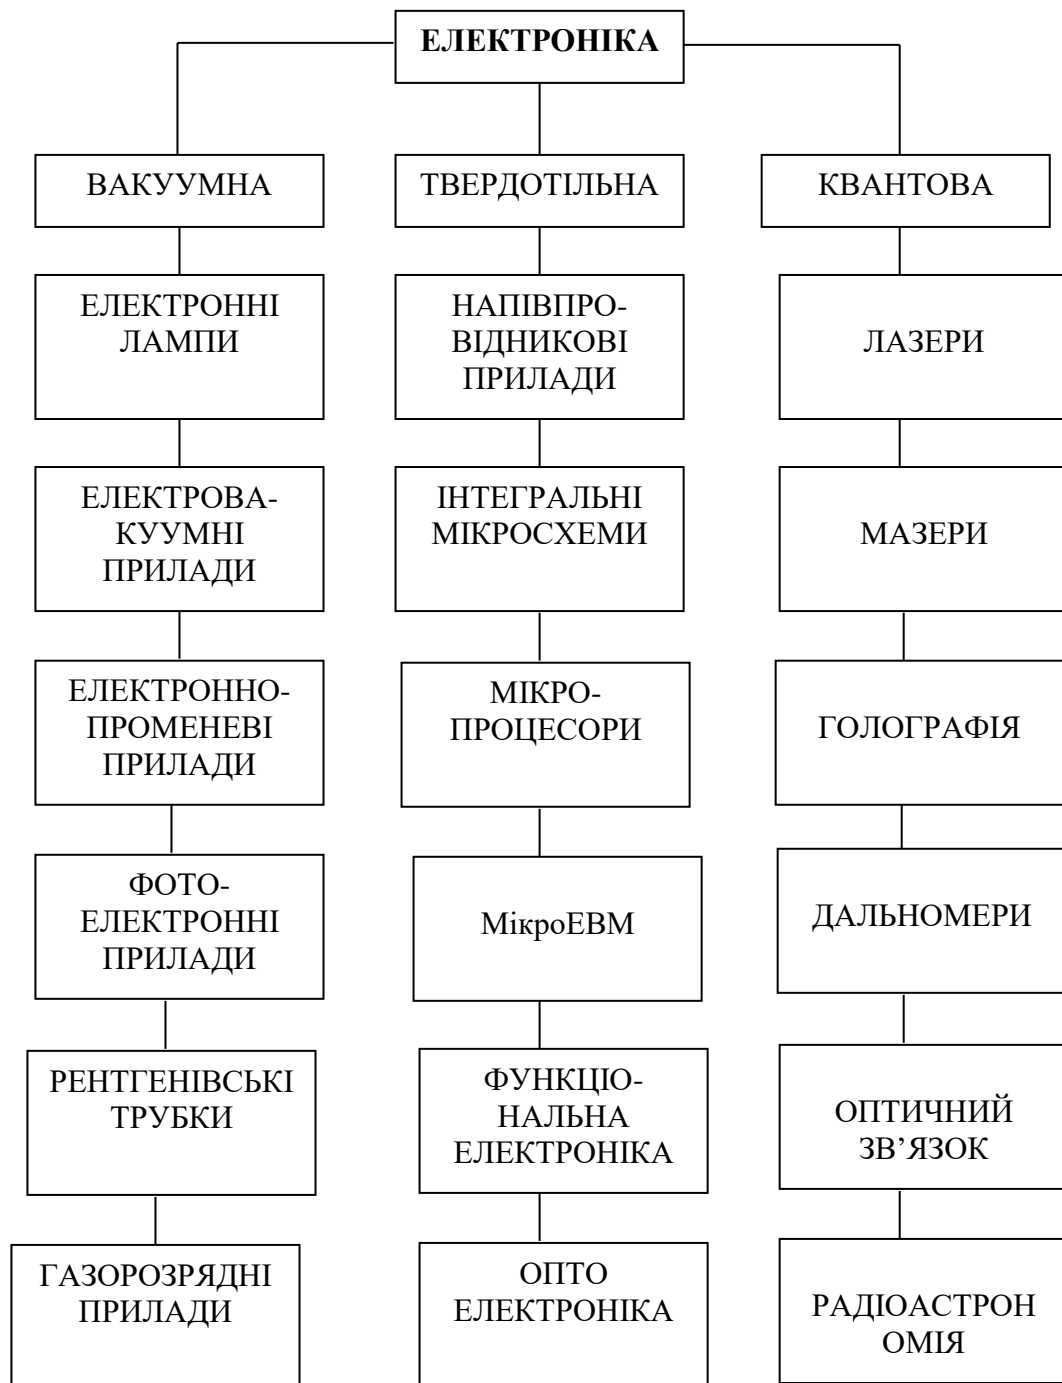 ЕЛЕКТРОНІКА
ВАКУУМНА
ЕЛЕКТРОННІ
ЛАМПИ
ЕЛЕКТРОВА-
КУУМНІ
ПРИЛАДИ
ЕЛЕКТРОННО-
ПРОМЕНЕВІ
ПРИЛАДИ
ФОТО-
ЕЛЕКТРОННІ
ПРИЛАДИ
РЕНТГЕНІВСЬКІ
ТРУБКИ
ГАЗОРОЗРЯДНІ
ПРИЛАДИ
ТВЕРДОТІЛЬНА
НАПІВПРО-
ВІДНИКОВІ
ПРИЛАДИ
ІНТЕГРАЛЬНІ
МІКРОСХЕМИ
МІКРО-
ПРОЦЕСОРИ
МікроЕВМ
ФУНКЦІО-
НАЛЬНА
ЕЛЕКТРОНІКА
ОПТО
ЕЛЕКТРОНІКА
КВАНТОВА
ЛАЗЕРИ
МАЗЕРИ
ГОЛОГРАФІЯ
ДАЛЬНОМЕРИ
ОПТИЧНИЙ
ЗВ’ЯЗОК
РАДІОАСТРОН
ОМІЯ